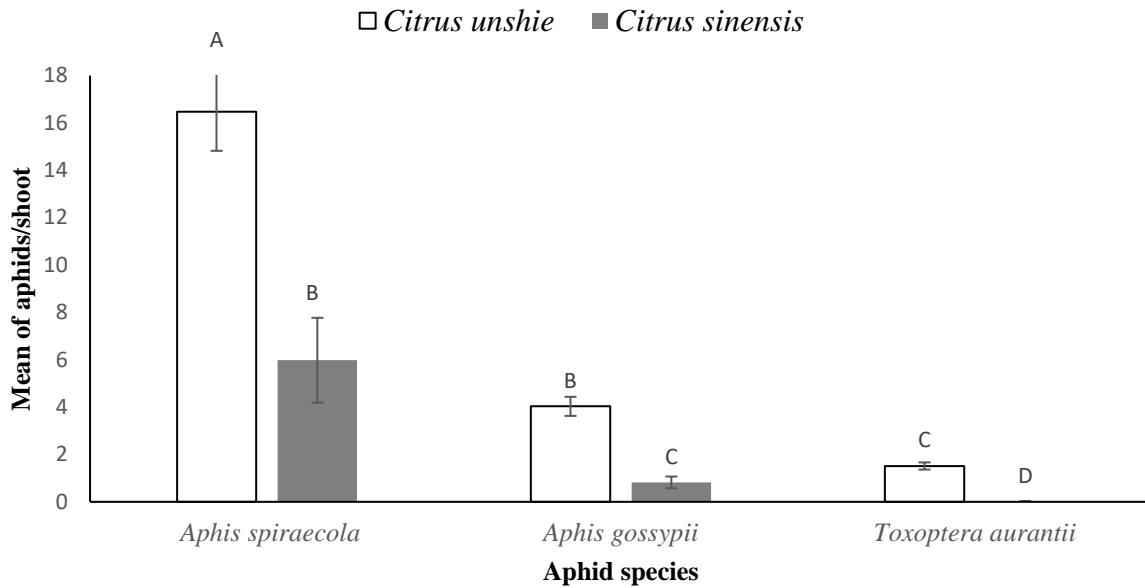 Citrus unshie Citrus sinensis
A
18
16
14
12
10
8
6
4
2
0
Mean of aphids/shoot
B
B
C
C
D
Aphis spiraecola Aphis gossypii Toxoptera aurantii
Aphid species